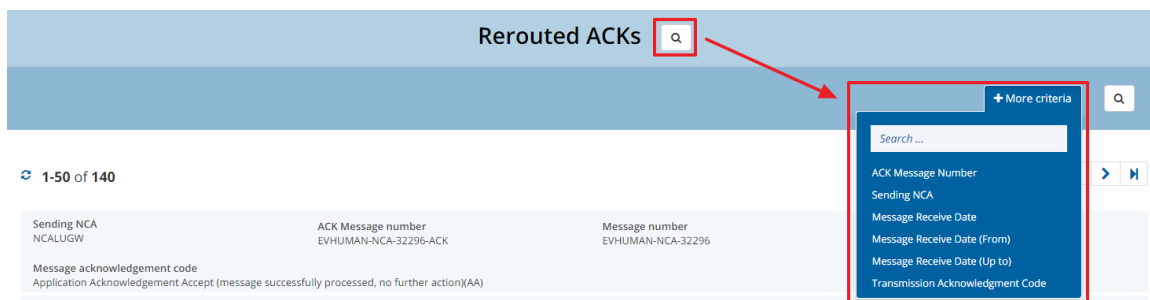 Rerouted ACKs
+ More criteria
Search ...
ACK Message Number
Sending NCA
Message Receive Date
Message Receive Date (From)
Message Receive Date (Up to)
Transmission Acknowledgment Code
1-50 of 140
Sending NCA
NCALUGW
ACK Message number
EVHUMAN-NCA-32296-ACK
Message number
EVHUMAN-NCA-32296
Message acknowledgement code
Application Acknowledgement Accept (message successfully processed, no further action)(AA)